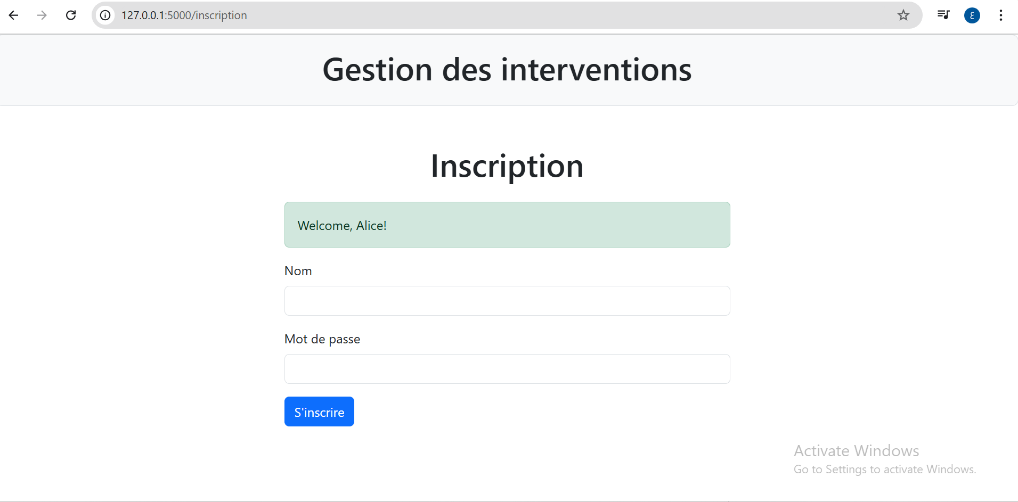 127.0.0.1:5000/inscription
E
Gestion des interventions
Inscription
Welcome, Alice!
Nom
Mot de passe
S'inscrire
Activate Windows
Go to Settings to activate Windows.